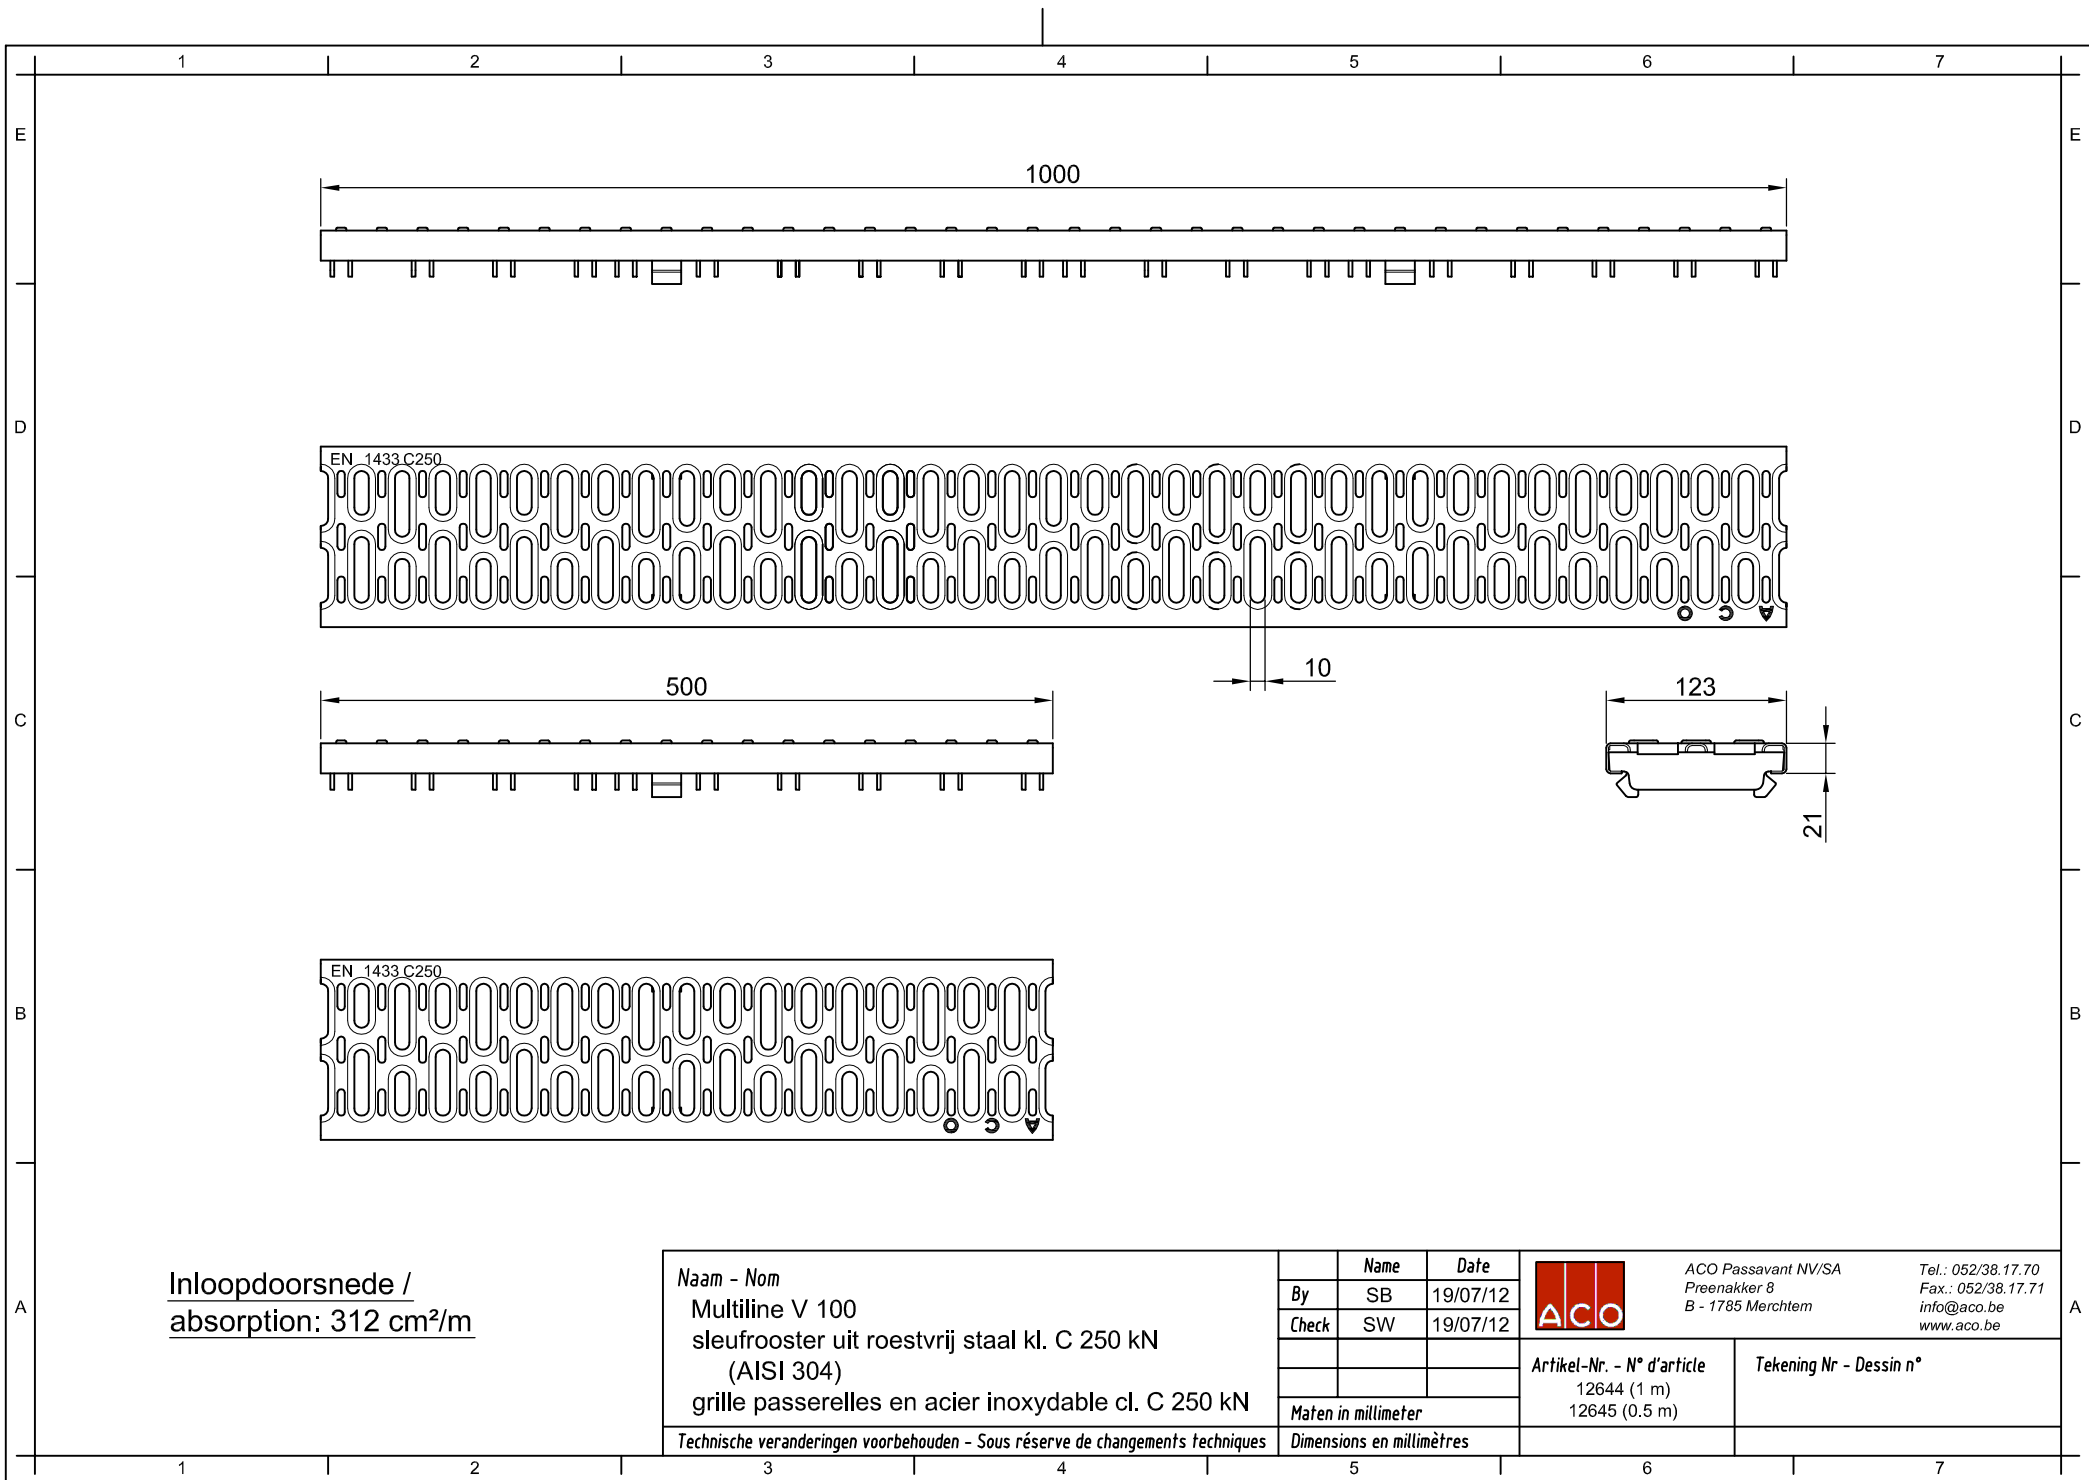 1 2 3 4 5 6 7
E E
1000
D D
EN 1433 C250
O C A
10
500
123
C C
21
EN 1433 C250
B B
O C A
Inloopdoorsnede /
absorption: 312 cm²/m
A A
Naam - Nom
Multiline V 100
sleufrooster uit roestvrij staal kl. C 250 kN
(AISI 304)
grille passerelles en acier inoxydable cl. C 250 kN
Technische veranderingen voorbehouden - Sous réserve de changements techniques
Name Date
By SB 19/07/12
Check SW 19/07/12
Maten in millimeter
Dimensions en millimètres
ACO
ACO Passavant NV/SA
Preenakker 8
B - 1785 Merchtem
Tel.: 052/38.17.70
Fax.: 052/38.17.71
info@aco.be
www.aco.be
Artikel-Nr. - N° d'article
12644 (1 m)
12645 (0.5 m)
Tekening Nr - Dessin n°
1 2 3 4 5 6 7